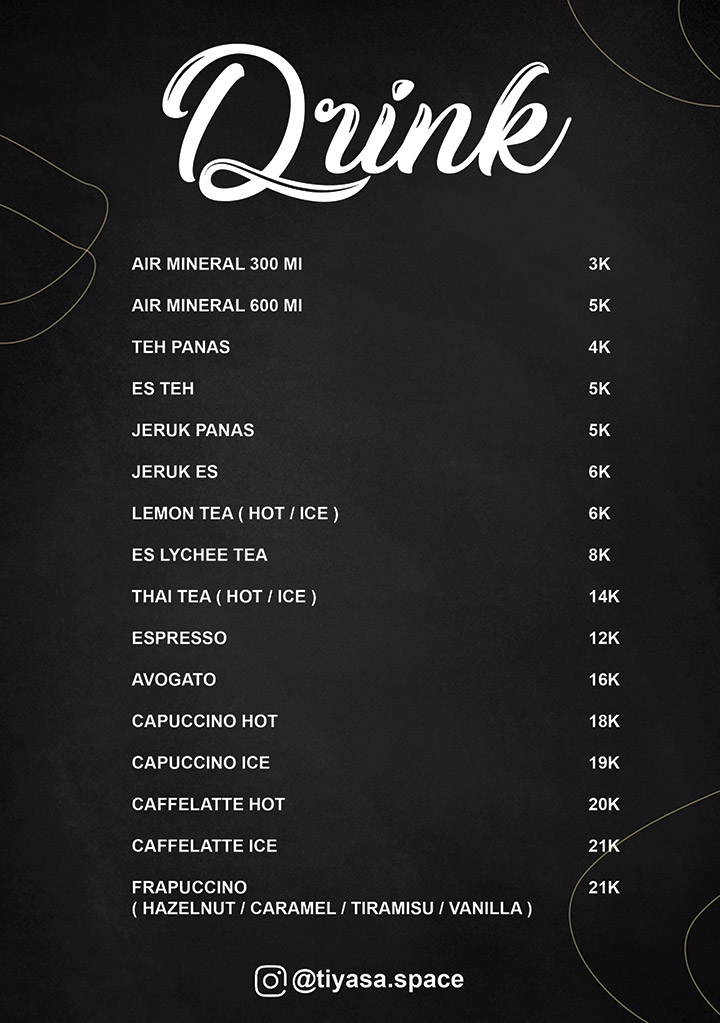 Drink
AIR MINERAL 300 Ml 3K
AIR MINERAL 600 Ml 5K
TEH PANAS 4K
ES TEH 5K
JERUK PANAS 5K
JERUK ES 6K
LEMON TEA ( HOT / ICE ) 6K
ES LYCHEE TEA 8K
THAI TEA ( HOT / ICE ) 14K
ESPRESSO 12K
AVOGATO 16K
CAPUCCINO HOT 18K
CAPUCCINO ICE 19K
CAFFELATTE HOT 20K
CAFFELATTE ICE 21K
FRAPUCCINO 21K
( HAZELNUT / CARAMEL / TIRAMISU / VANILLA )
@tiyasa.space